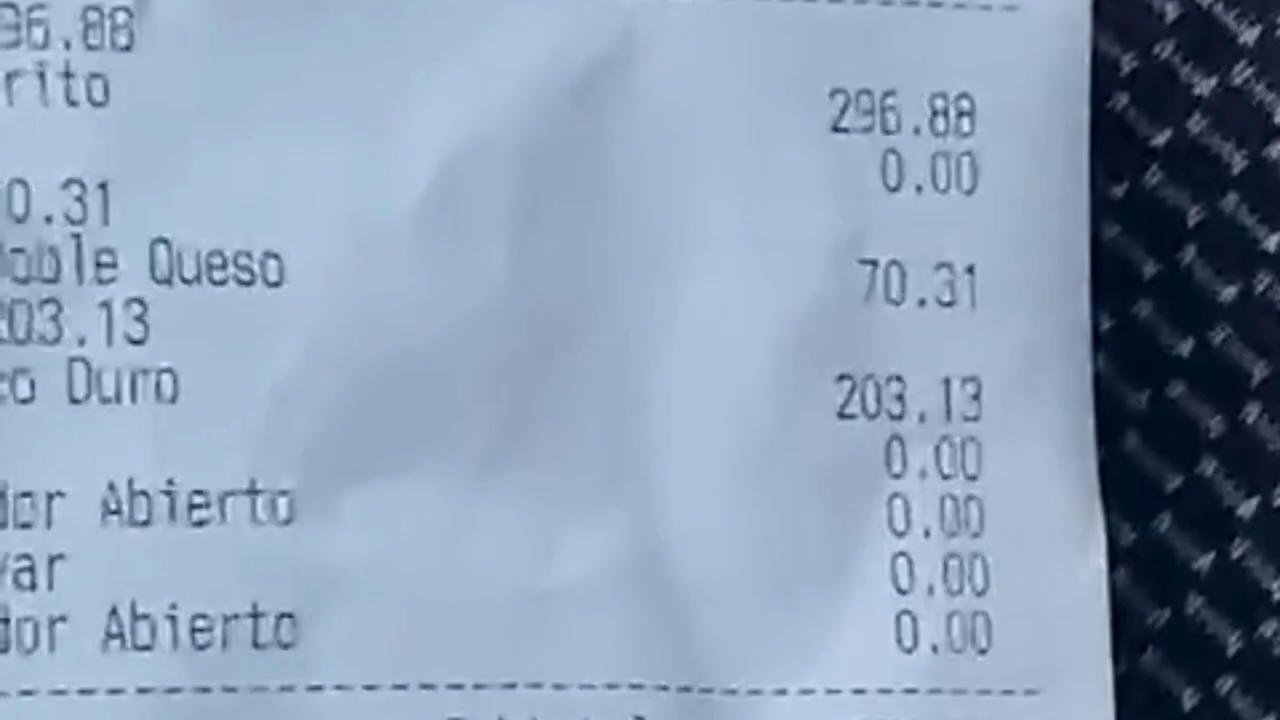 96.88
rito 296.88
0.00
0.31
oble Queso 70.31
203.13
co Duro 203.13
0.00
dor Abierto 0.00
var 0.00
dor Abierto 0.00